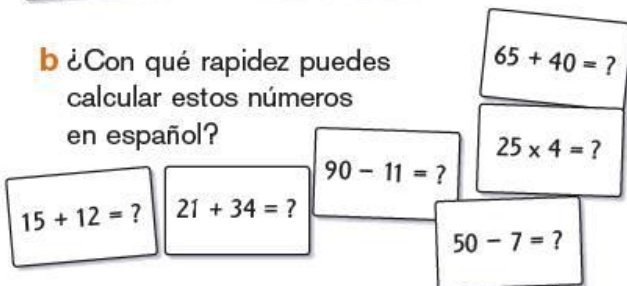 b ¿Con qué rapidez puedes
calcular estos números
en español?
65 + 40 = ?
25 x 4 = ?
90 - 11 = ?
15 + 12 = ?
21 + 34 = ?
50 - 7 = ?